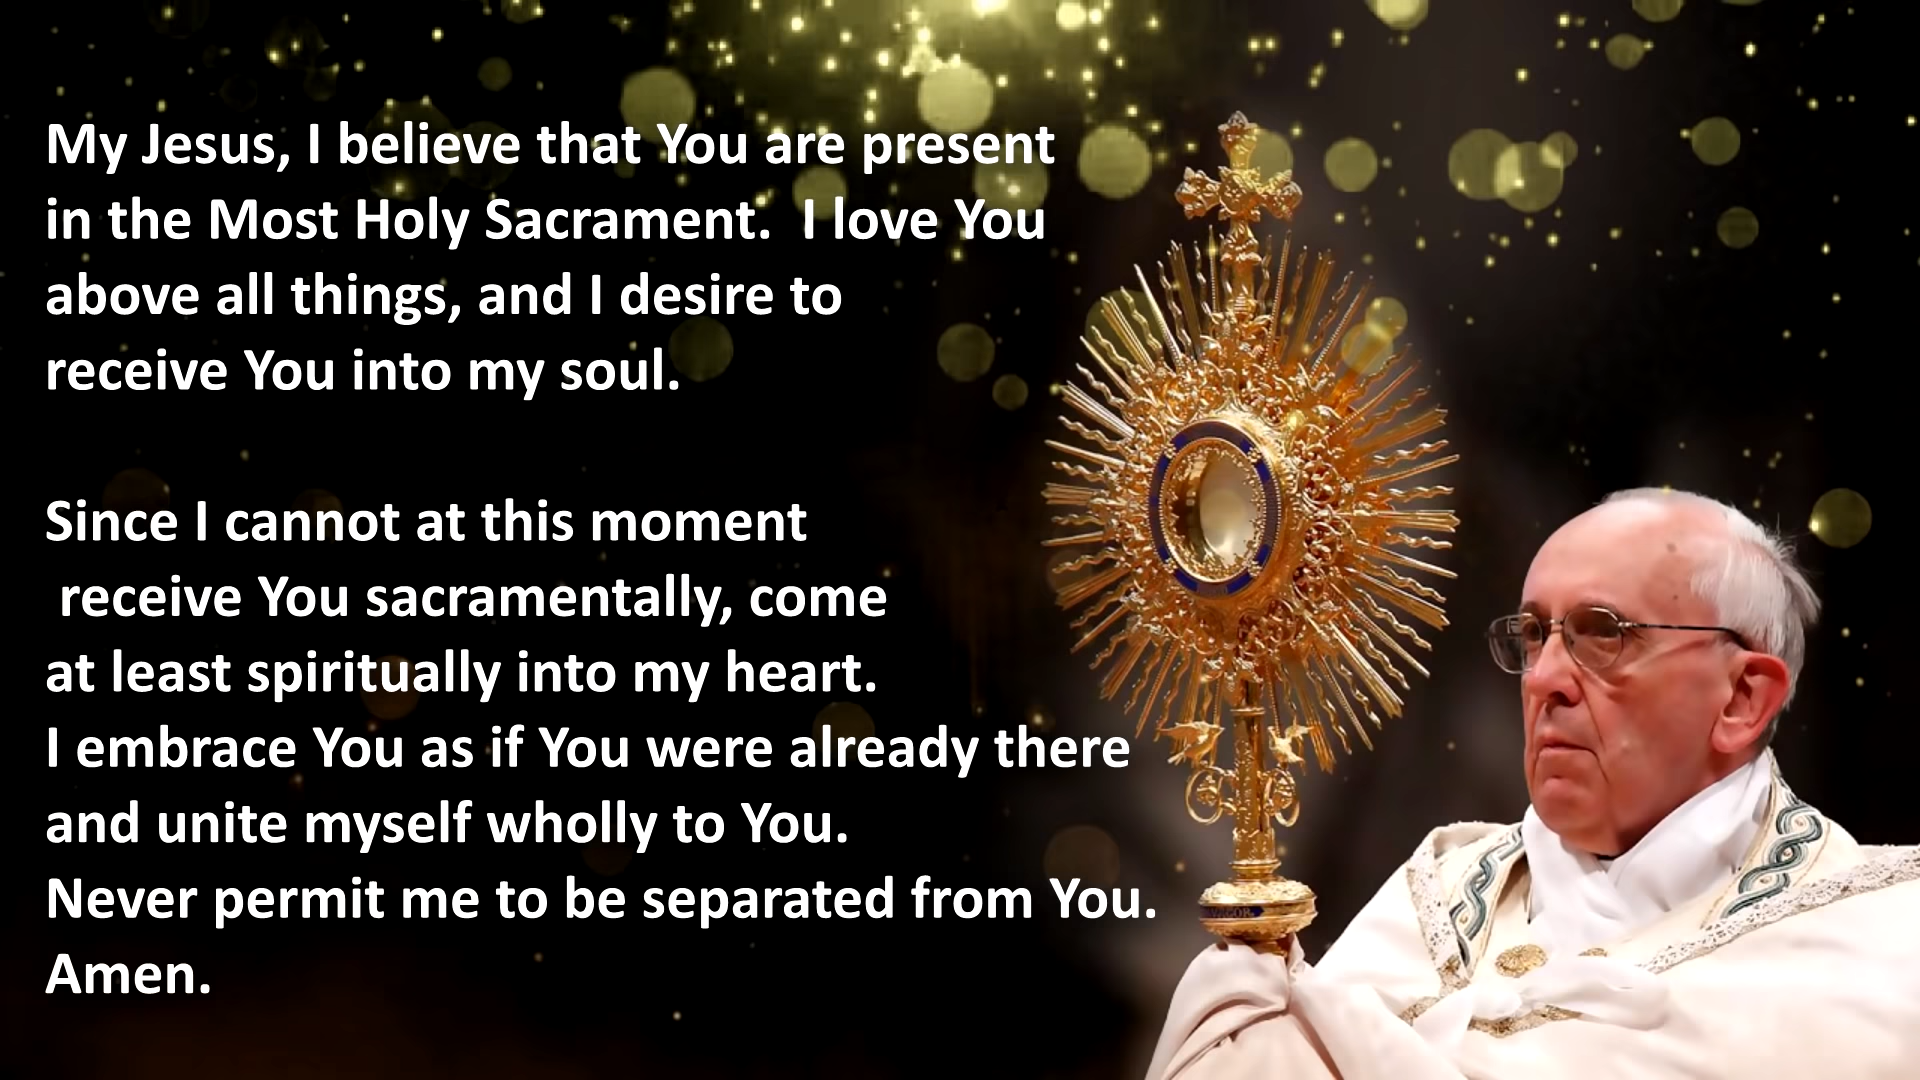 My Jesus, I believe that You are present
in the Most Holy Sacrament.  I love You
above all things, and I desire to
receive You into my soul.
Since I cannot at this moment
receive You sacramentally, come
at least spiritually into my heart.
I embrace You as if You were already there
and unite myself wholly to You.
Never permit me to be separated from You.
Amen.